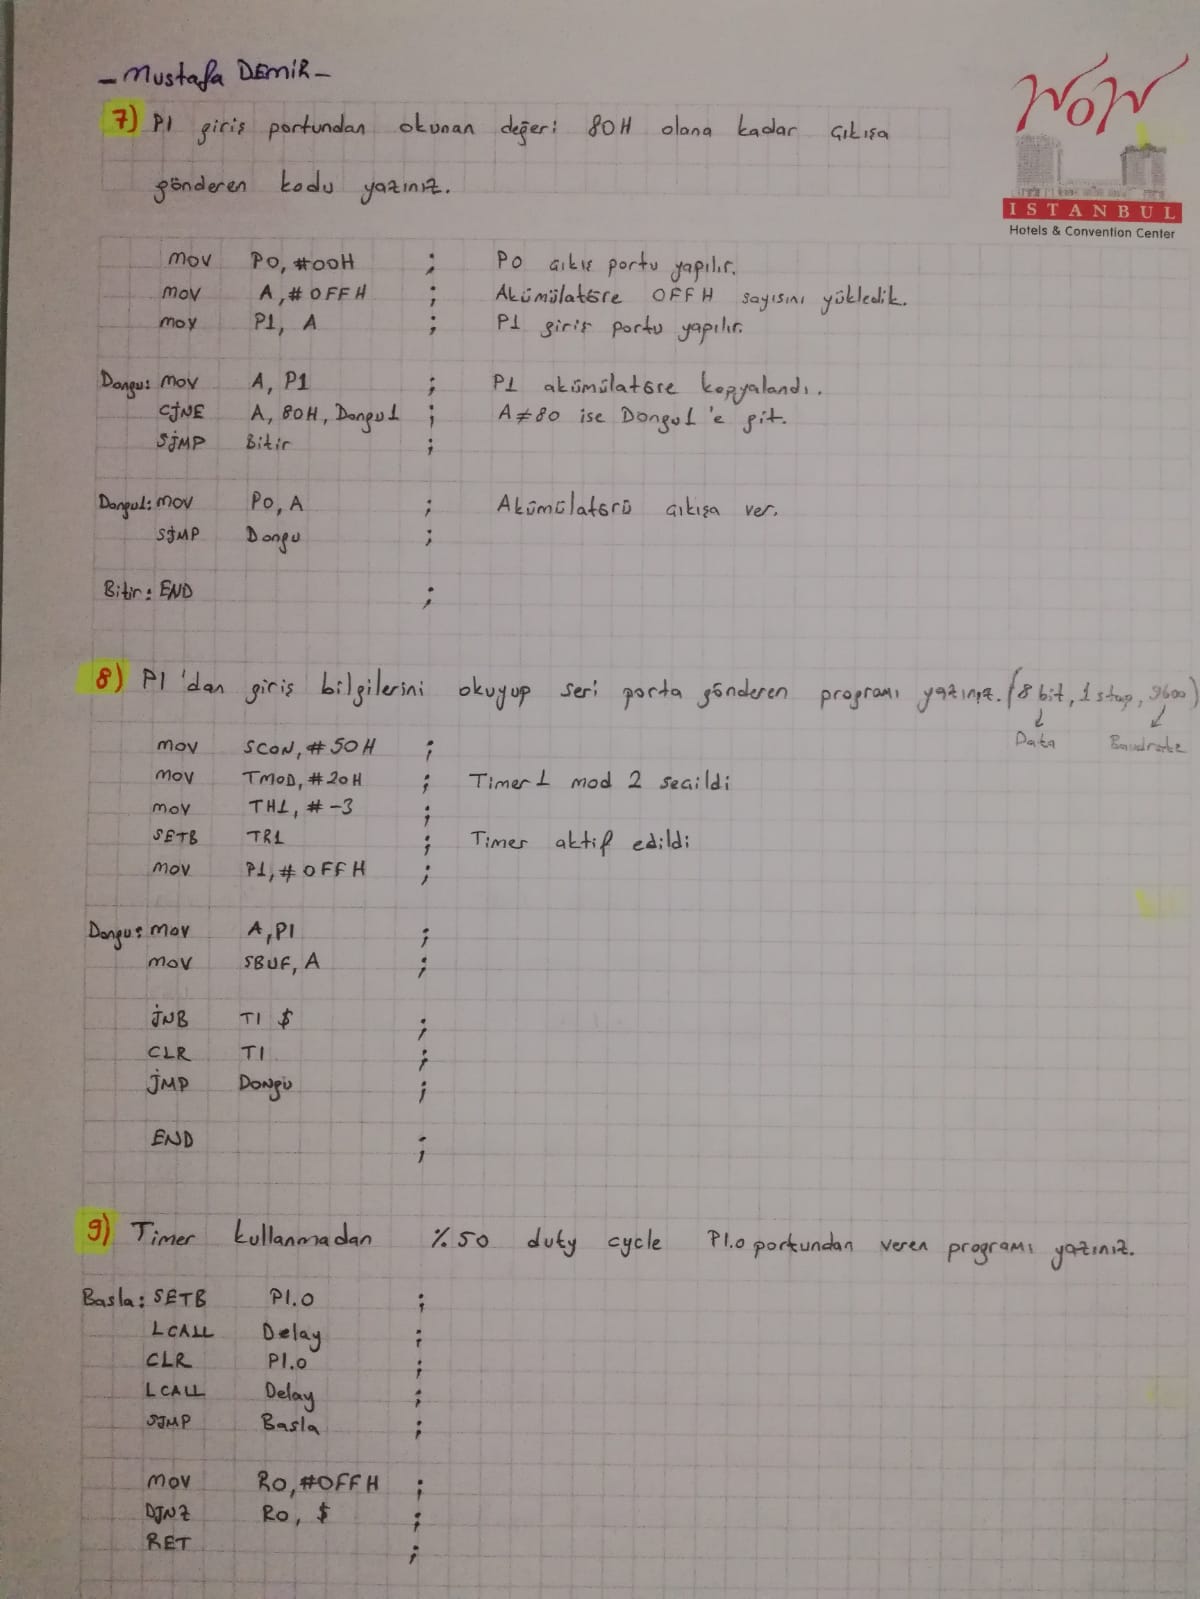 - Mustafa DEMİR -
WOW
ISTANBUL
Hotels & Convention Center
7) P1 giriş portundan okunan değeri 80H olana kadar çıkışa
gönderen kodu yazınız.
mov P0, #00H ; P0 çıkış portu yapılır.
mov A, #0FFH ; Akümülatöre 0FFH sayısını yükledik.
mov P1, A ; P1 giriş portu yapılır.
Dongu: mov A, P1 ; P1 akümülatöre kopyalandı.
CJNE A, 80H, Dongu1 ; A≠80 ise Dongu1'e git.
SJMP Bitir ;
Dongu1: mov P0, A ; Akümülatörü çıkışa ver.
SJMP Dongu ;
Bitir: END ;
8) P1'dan giriş bilgilerini okuyup seri porta gönderen programı yazınız. (8 bit, 1 stop, 9600)
Data Baudrate
mov SCON, #50H ;
mov TMOD, #20H ; Timer1 mod 2 seçildi
mov TH1, #-3 ;
SETB TR1 ; Timer aktif edildi
mov P1, #0FFH ;
Dongu: mov A, P1 ;
mov SBUF, A ;
JNB TI $ ;
CLR TI ;
JMP Dongü ;
END ;
9) Timer kullanmadan %50 duty cycle P1.0 portundan veren programı yazınız.
Basla: SETB P1.0 ;
LCALL Delay ;
CLR P1.0 ;
LCALL Delay ;
SJMP Basla ;
mov R0, #0FFH ;
DJNZ R0, $ ;
RET ;